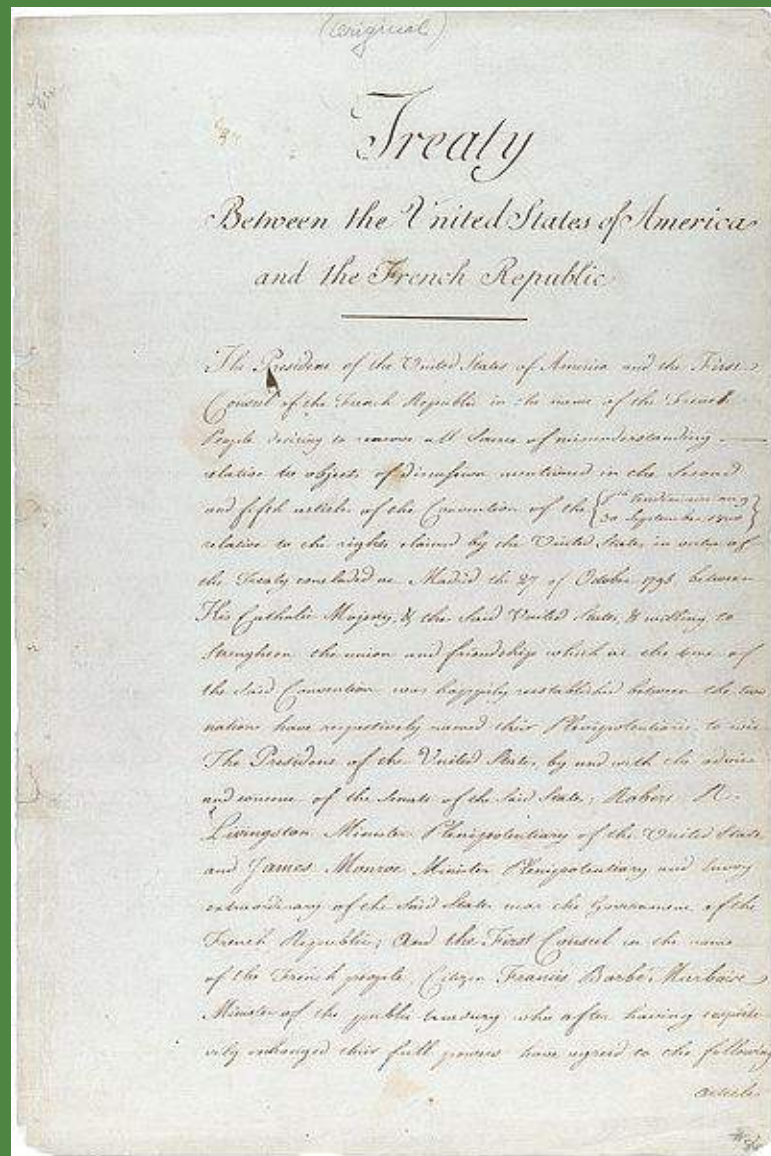 (Original)
Treaty
Between the United States of America
and the French Republic
The President of the United States of America and the First
Consul of the French Republic in the name of the French
People desiring to remove all Source of misunderstanding
relative to objects of discussion mentioned in the Second
and fifth articles of the Convention of the { 8th Vendémiaire an 9
30 September 1800 }
relative to the rights claimed by the United States in virtue of
the Treaty concluded at Madrid the 27 of October 1795, between
His Catholic Majesty, & the Said United States, & willing to
Strenghten the union and friendship which at the time of
the Said Convention was happily reestablished between the two
nations have respectively named their Plenipotentiaries to wit
The President of the United States, by and with the advice
and consent of the Senate of the Said States; Robert R.
Livingston Minister Plenipotentiary of the United States
and James Monroe Minister Plenipotentiary and Envoy
extraordinary of the Said States near the Government of the
French Republic; And the First Consul in the name
of the French people, Citizen Francis Barbé Marbois
Minister of the public treasury who after having respecti-
vely exchanged their full powers have agreed to the following
articles